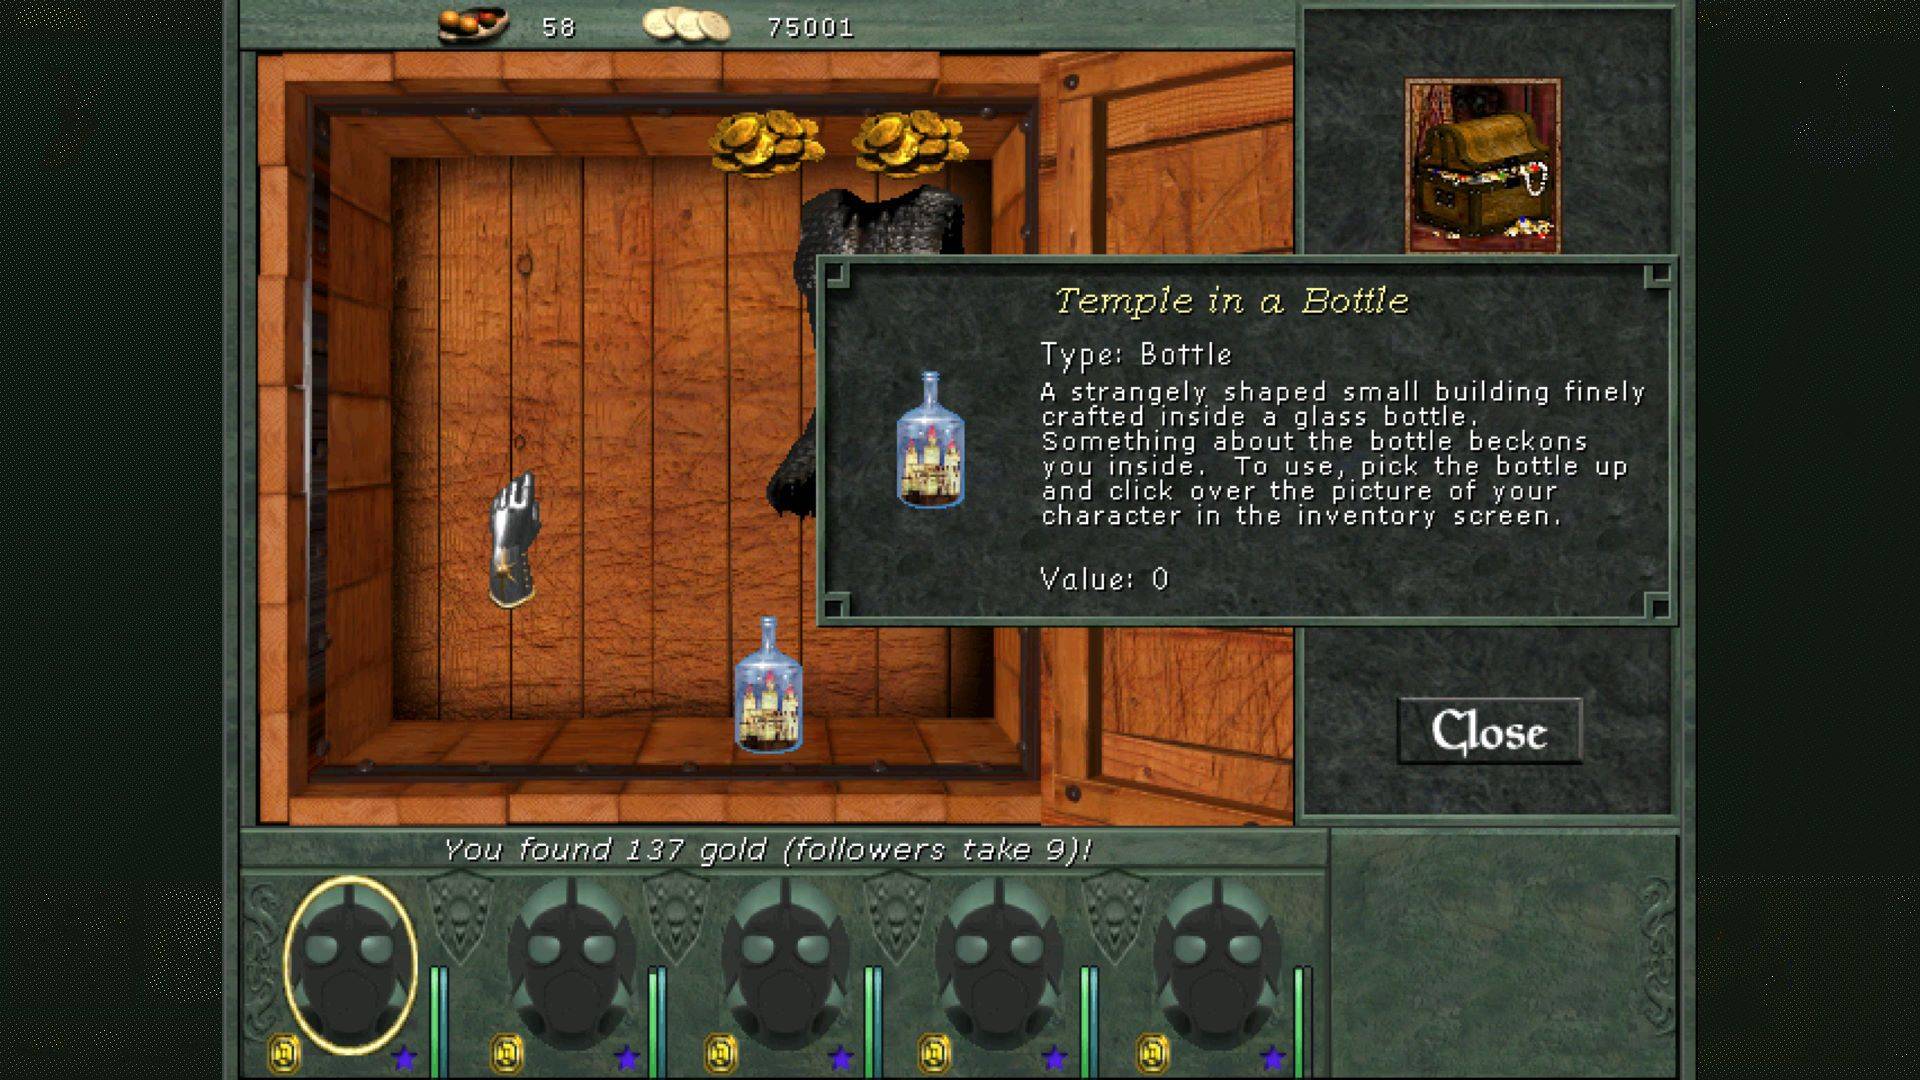 58 75001
Temple in a Bottle
Type: Bottle
A strangely shaped small building finely
crafted inside a glass bottle.
Something about the bottle beckons
you inside. To use, pick the bottle up
and click over the picture of your
character in the inventory screen.
Value: 0
Close
You found 137 gold (followers take 9)!